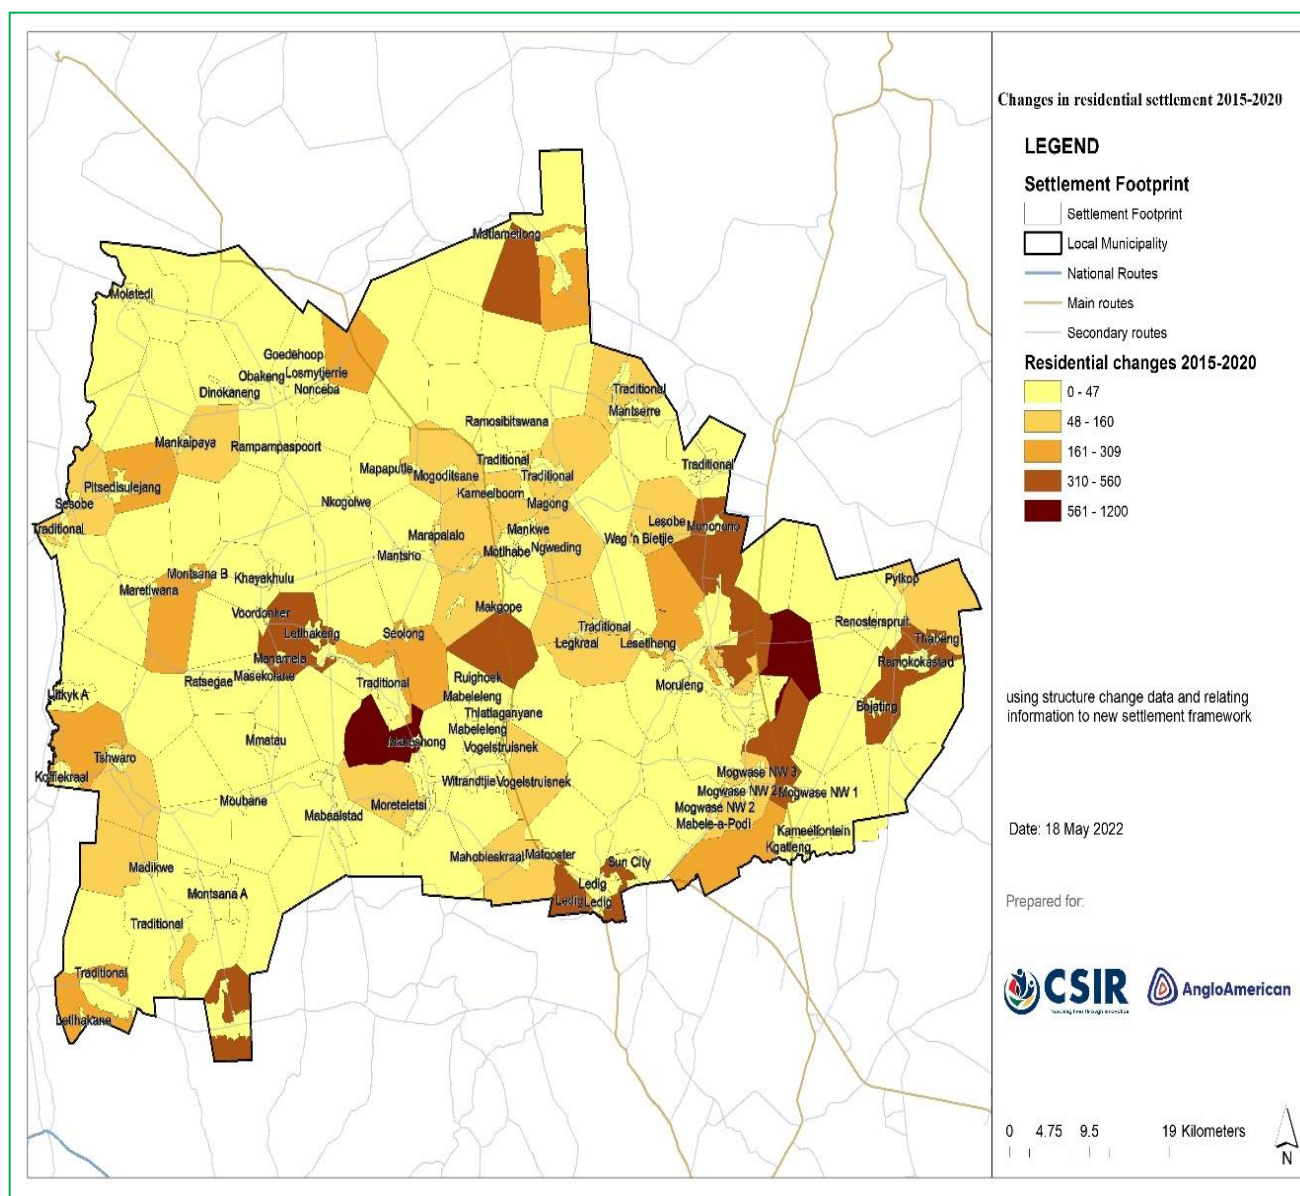 Changes in residential settlement 2015-2020
LEGEND
Settlement Footprint
Settlement Footprint
Local Municipality
National Routes
Main routes
Secondary routes
Residential changes 2015-2020
0 - 47
48 - 160
161 - 309
310 - 560
561 - 1200
using structure change data and relating
information to new settlement framework
Date: 18 May 2022
Prepared for:
CSIR
AngloAmerican
0 4.75 9.5 19 Kilometers
N
Matlametlong
Molatedi
Goedehoop
Obakeng
Losmytjerrie
Dinokaneng
Nonceba
Traditional
Mantserre
Ramosibitswana
Mankaipaya
Rampampaspoort
Mapaputle
Mogoditsane
Traditional
Traditional
Traditional
Pitsedisulejang
Kameelboom
Sesobe
Nkogolwe
Magong
Traditional
Marapalalo
Mankwe
Lesobe
Mononono
Wag 'n Bietjie
Mantsho
Motlhabe
Ngweding
Montsana B
Khayakhulu
Pylkop
Maretlwana
Voordonker
Makgope
Letlhakeng
Seolong
Traditional
Renosterspruit
Thabeng
Legkraal
Lesetlheng
Manamela
Ramokokastad
Masekolane
Ruighoek
Ratsegae
Traditional
Moruleng
Uitkyk A
Mabeleleng
Bojating
Thlatlaganyane
Mmatau
Mabeleleng
Vogelstruisnek
Tshwaro
Koffiekraal
Witrandtjie
Vogelstruisnek
Mogwase NW 3
Mogwase NW 2
Mogwase NW 1
Moubane
Moreteletsi
Mogwase NW 2
Mabaalstad
Mabele-a-Podi
Kameelfontein
Kgatleng
Mahobieskraal
Matooster
Sun City
Madikwe
Ledig
Montsana A
Ledig
Ledig
Traditional
Traditional
Letlhakane